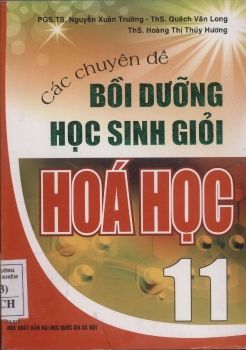 PGS.TS. Nguyễn Xuân Trường - ThS. Quách Văn Long
ThS. Hoàng Thị Thúy Hương
Các chuyên đề
BỒI DƯỠNG
HỌC SINH GIỎI
HOÁ HỌC
11
NHÀ XUẤT BẢN ĐẠI HỌC QUỐC GIA HÀ NỘI